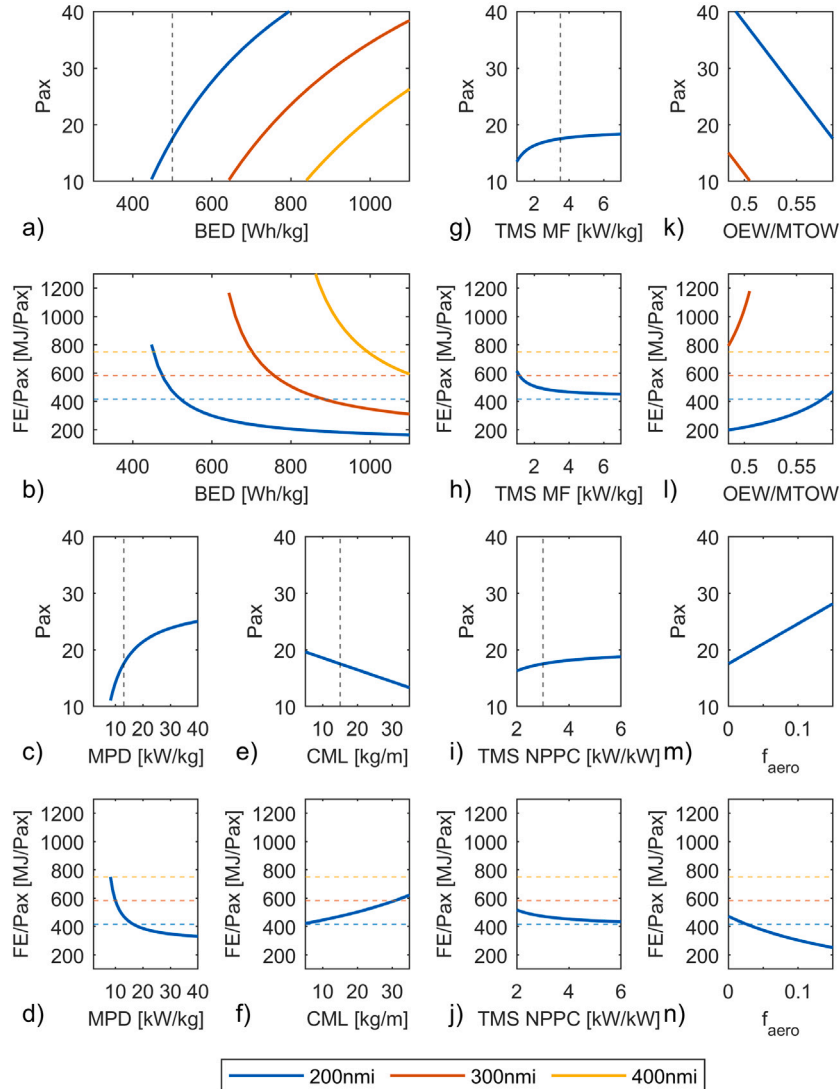 40
30
20
10
Pax
400 600 800 1000
a) BED [Wh/kg]
40
30
20
10
Pax
2 4 6
g) TMS MF [kW/kg]
40
30
20
10
Pax
0.5 0.55
k) OEW/MTOW
1200
1000
800
600
400
200
FE/Pax [MJ/Pax]
400 600 800 1000
b) BED [Wh/kg]
1200
1000
800
600
400
200
FE/Pax [MJ/Pax]
2 4 6
h) TMS MF [kW/kg]
1200
1000
800
600
400
200
FE/Pax [MJ/Pax]
0.5 0.55
l) OEW/MTOW
40
30
20
10
Pax
10 20 30 40
c) MPD [kW/kg]
40
30
20
10
Pax
10 20 30
e) CML [kg/m]
40
30
20
10
Pax
2 4 6
i) TMS NPPC [kW/kW]
40
30
20
10
Pax
0 0.1
m) f_aero
1200
1000
800
600
400
200
FE/Pax [MJ/Pax]
10 20 30 40
d) MPD [kW/kg]
1200
1000
800
600
400
200
FE/Pax [MJ/Pax]
10 20 30
f) CML [kg/m]
1200
1000
800
600
400
200
FE/Pax [MJ/Pax]
2 4 6
j) TMS NPPC [kW/kW]
1200
1000
800
600
400
200
FE/Pax [MJ/Pax]
0 0.1
n) f_aero
200nmi 300nmi 400nmi